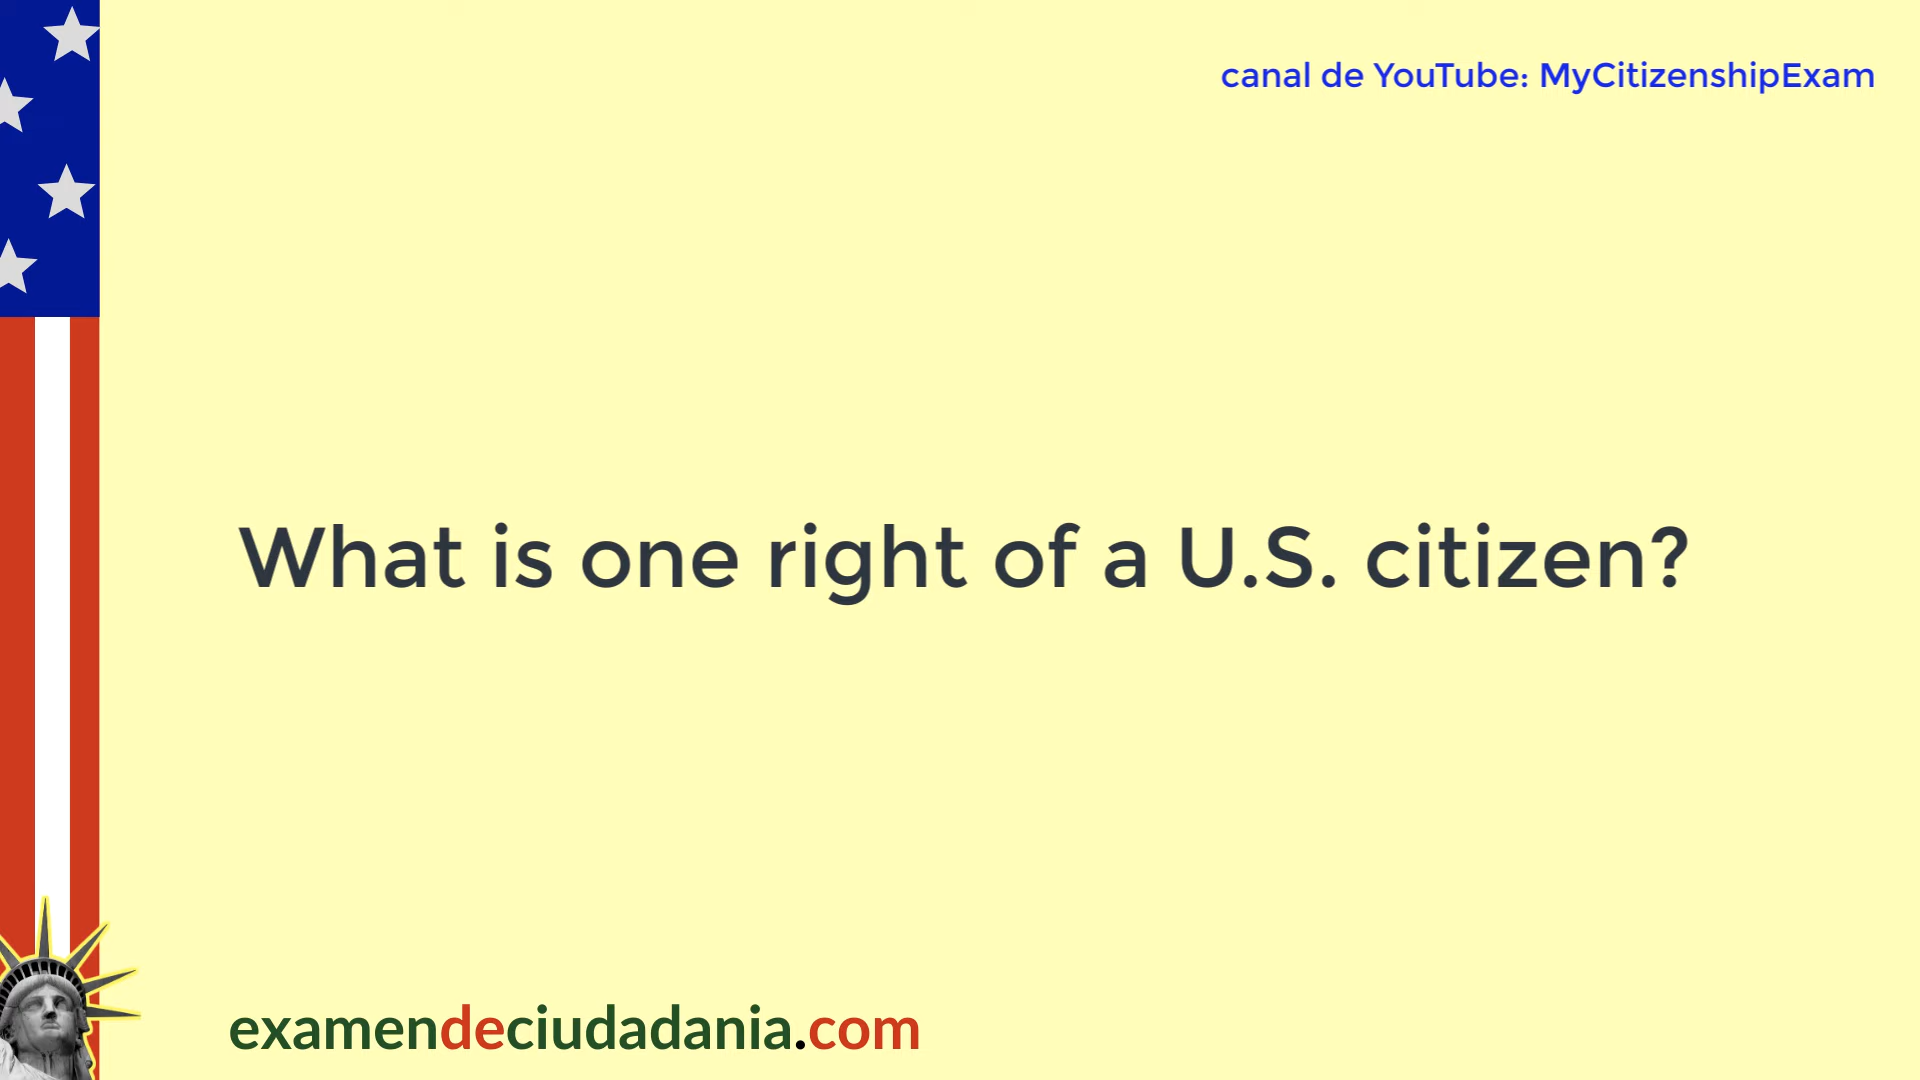 canal de YouTube: MyCitizenshipExam
What is one right of a U.S. citizen?
examendeciudadania.com